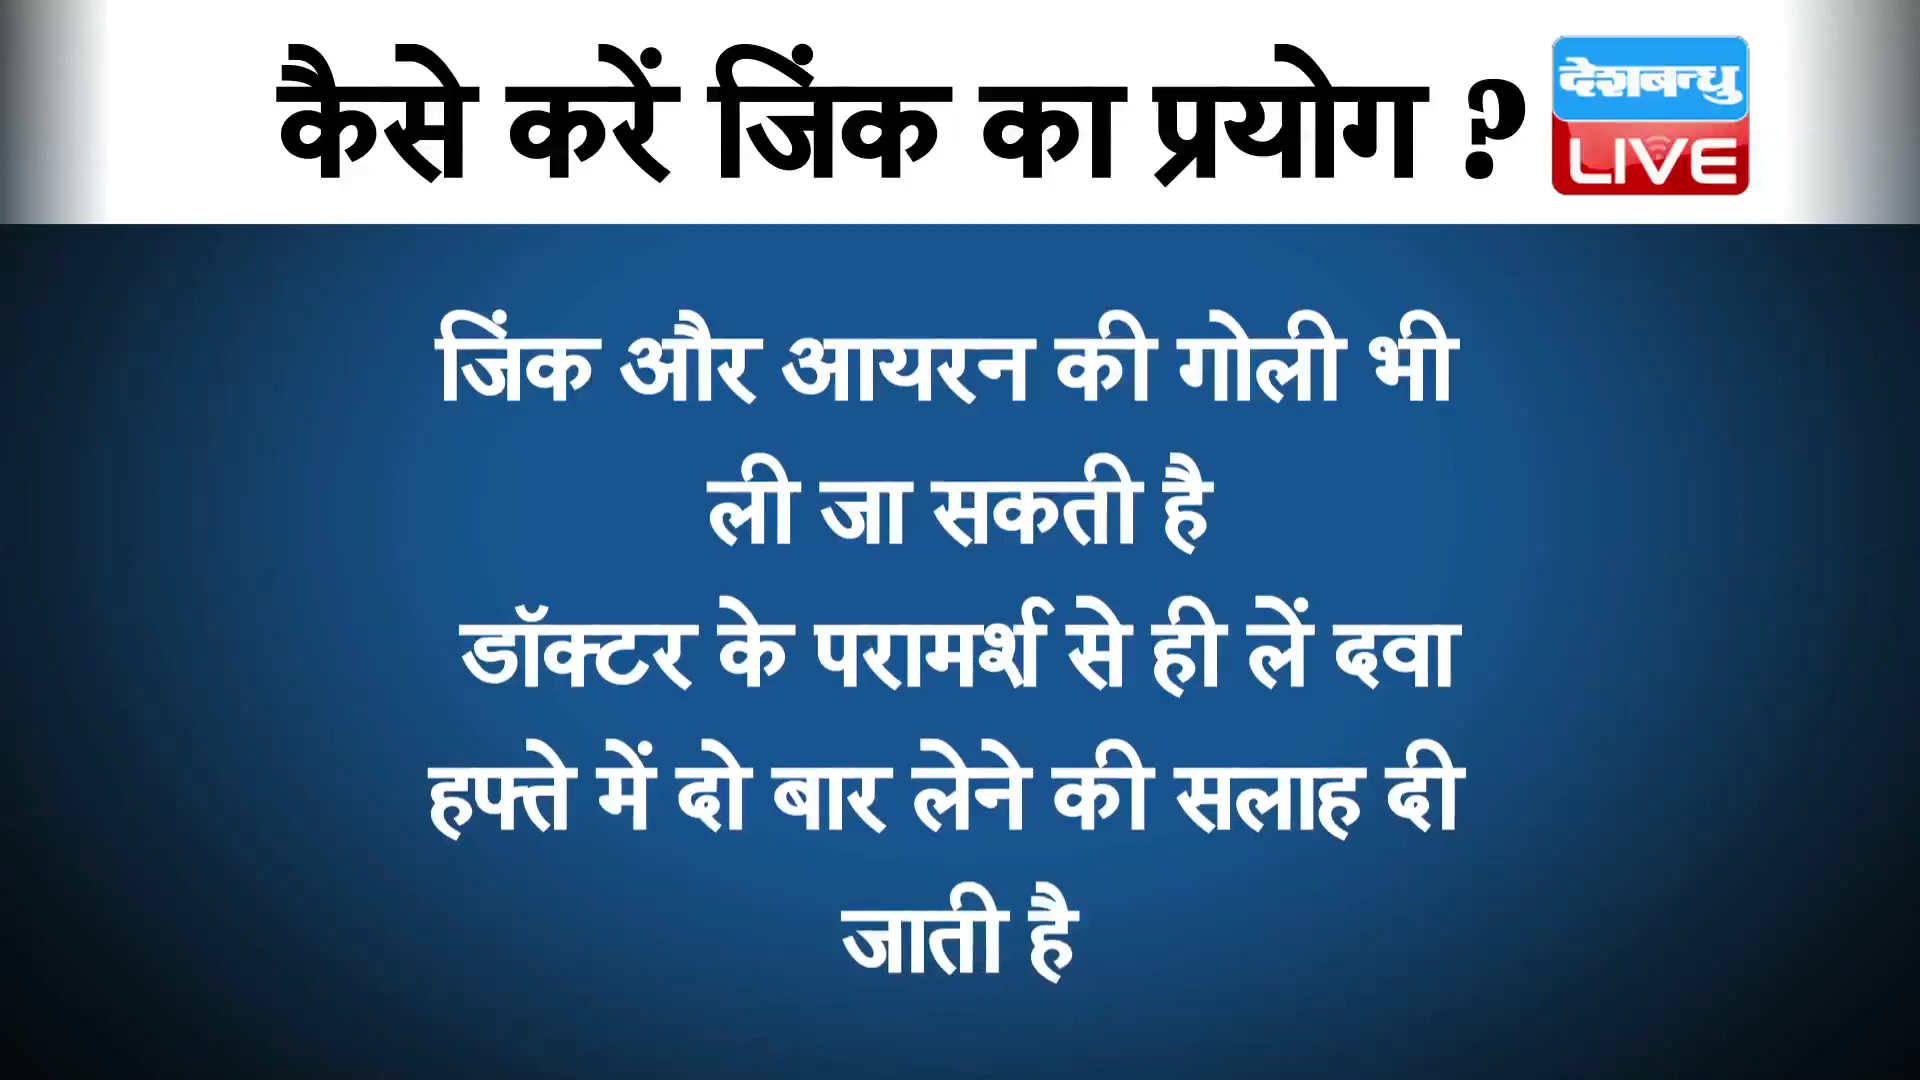 कैसे करें जिंक का प्रयोग ?
देशबन्धु
LIVE
जिंक और आयरन की गोली भी
ली जा सकती है
डॉक्टर के परामर्श से ही लें दवा
हफ्ते में दो बार लेने की सलाह दी
जाती है